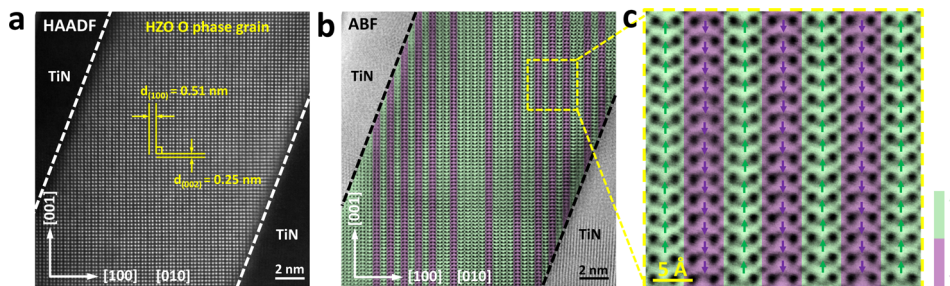 a
HAADF
HZO O phase grain
TiN
d(100) = 0.51 nm
d(002) = 0.25 nm
[001]
[100] [010]
TiN
2 nm
b
ABF
TiN
[001]
[100] [010]
TiN
2 nm
c
5 Å